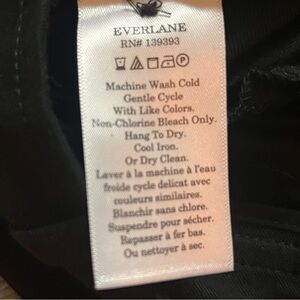 EVERLANE
RN# 139393
Machine Wash Cold
Gentle Cycle
With Like Colors.
Non-Chlorine Bleach Only.
Hang To Dry.
Cool Iron.
Or Dry Clean.
Laver à la machine à l'eau
froide cycle delicat avec
couleurs similaires.
Blanchir sans chlore.
Suspendre pour sécher.
Repasser à fer bas.
Ou nettoyer à sec.